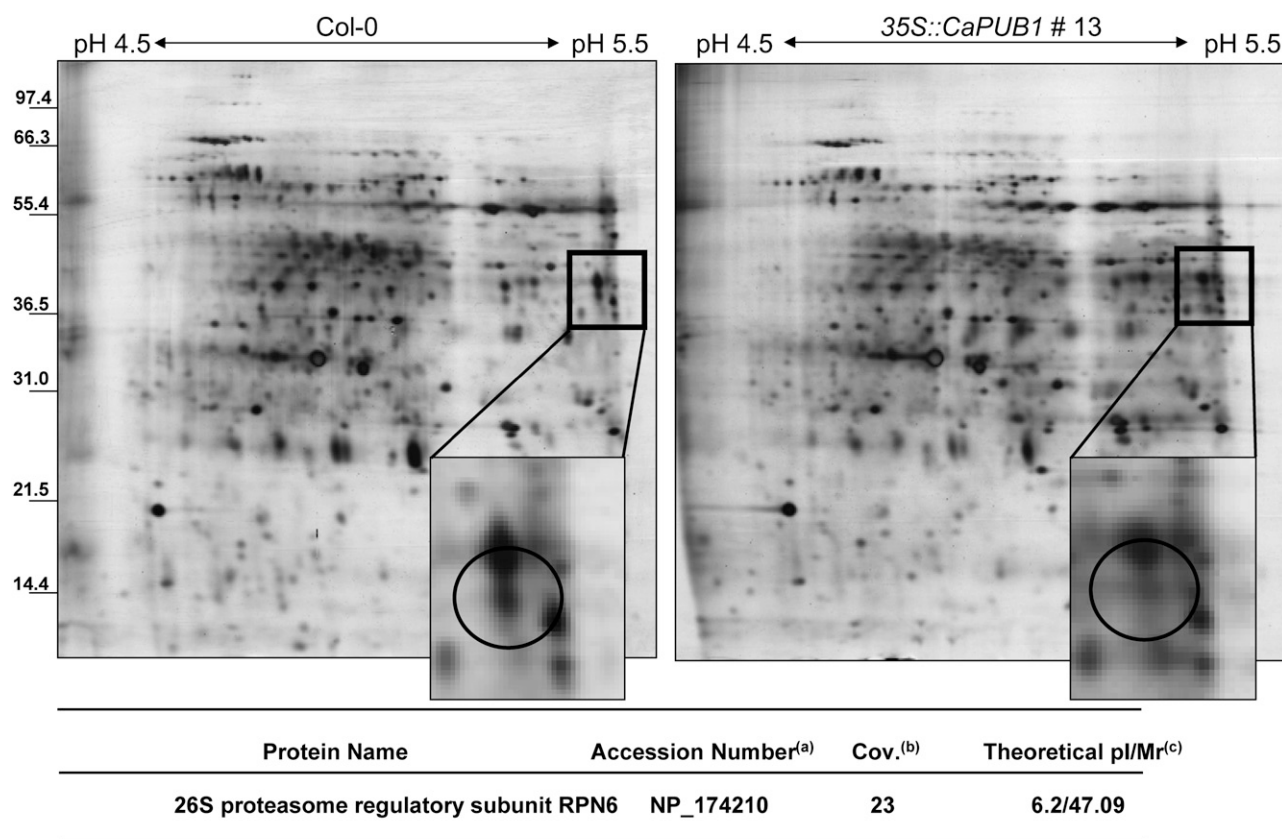 Col-0
35S::CaPUB1 # 13
pH 4.5
pH 5.5
pH 4.5
pH 5.5
97.4
66.3
55.4
36.5
31.0
21.5
14.4
Protein Name Accession Number(a) Cov.(b) Theoretical pI/Mr(c)
26S proteasome regulatory subunit RPN6 NP_174210 23 6.2/47.09